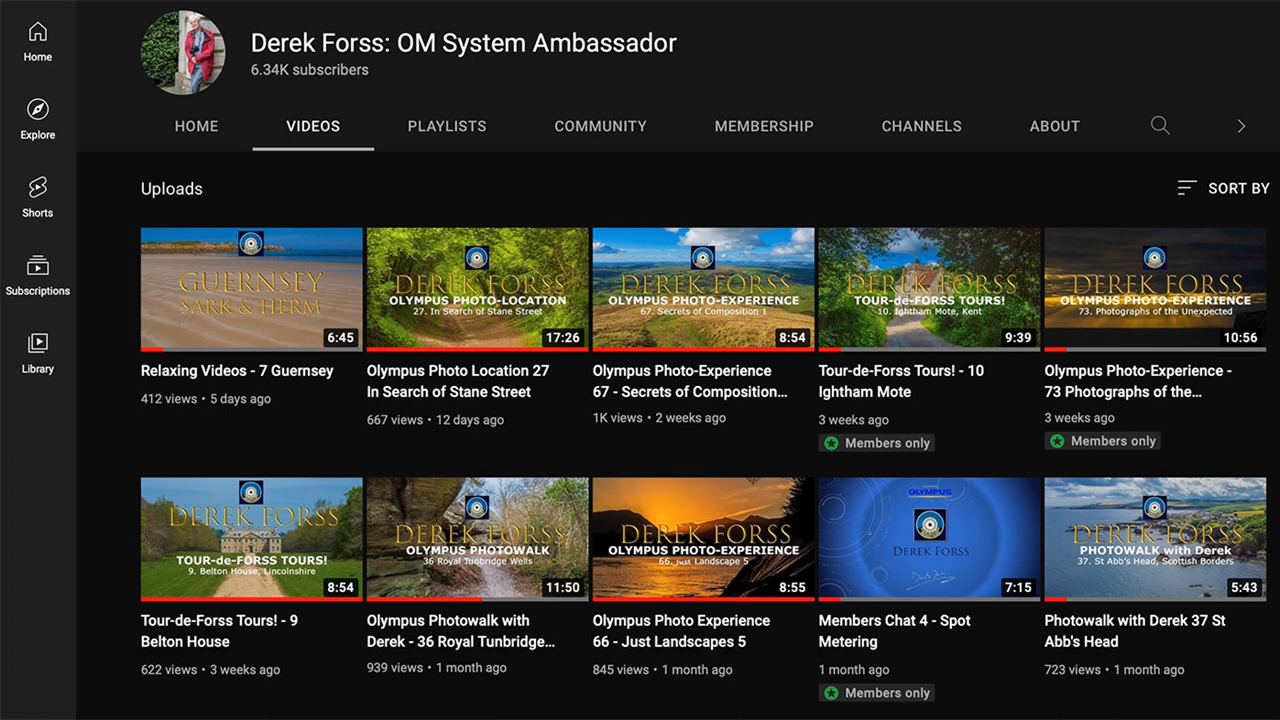 Home
Explore
Shorts
Subscriptions
Library
Derek Forss: OM System Ambassador
6.34K subscribers
HOME VIDEOS PLAYLISTS COMMUNITY MEMBERSHIP CHANNELS ABOUT
Uploads
SORT BY
GUERNSEY
SARK & HERM
6:45
Relaxing Videos - 7 Guernsey
412 views • 5 days ago
DEREK FORSS
OLYMPUS PHOTO-LOCATION
27. In Search of Stane Street
17:26
Olympus Photo Location 27
In Search of Stane Street
667 views • 12 days ago
DEREK FORSS
OLYMPUS PHOTO-EXPERIENCE
67. Secrets of Composition 1
8:54
Olympus Photo-Experience
67 - Secrets of Composition...
1K views • 2 weeks ago
DEREK FORSS
TOUR-de-FORSS TOURS!
10. Ightham Mote, Kent
9:39
Tour-de-Forss Tours! - 10
Ightham Mote
3 weeks ago
Members only
DEREK FORSS
OLYMPUS PHOTO-EXPERIENCE
73. Photographs of the Unexpected
10:56
Olympus Photo-Experience -
73 Photographs of the...
3 weeks ago
Members only
DEREK FORSS
TOUR-de-FORSS TOURS!
9. Belton House, Lincolnshire
8:54
Tour-de-Forss Tours! - 9
Belton House
622 views • 3 weeks ago
DEREK FORSS
OLYMPUS PHOTOWALK
36 Royal Tunbridge Wells
11:50
Olympus Photowalk with
Derek - 36 Royal Tunbridge...
939 views • 1 month ago
DEREK FORSS
OLYMPUS PHOTO-EXPERIENCE
66. Just Landscape 5
8:55
Olympus Photo Experience
66 - Just Landscapes 5
845 views • 1 month ago
OLYMPUS
DEREK FORSS
7:15
Members Chat 4 - Spot
Metering
1 month ago
Members only
DEREK FORSS
PHOTOWALK with Derek
37. St Abb's Head, Scottish Borders
5:43
Photowalk with Derek 37 St
Abb's Head
723 views • 1 month ago